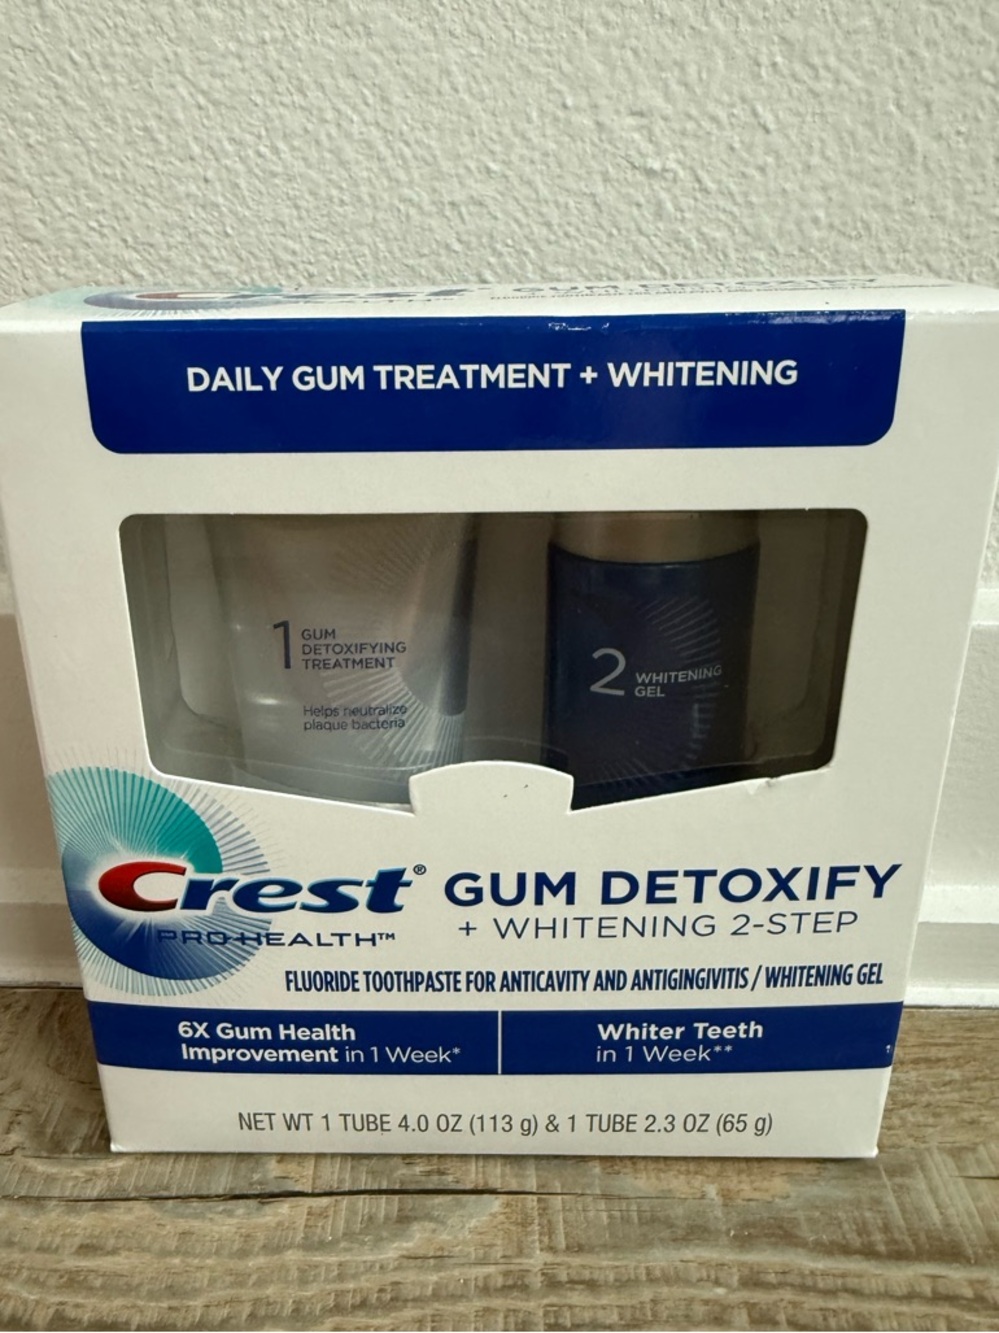 Crest GUM DETOXIFY
DAILY GUM TREATMENT + WHITENING
1 GUM
DETOXIFYING
TREATMENT
Helps neutralize
plaque bacteria
2 WHITENING
GEL
Crest® GUM DETOXIFY
PRO-HEALTH™ + WHITENING 2-STEP
FLUORIDE TOOTHPASTE FOR ANTICAVITY AND ANTIGINGIVITIS / WHITENING GEL
6X Gum Health
Improvement in 1 Week*
Whiter Teeth
in 1 Week**
NET WT 1 TUBE 4.0 OZ (113 g) & 1 TUBE 2.3 OZ (65 g)